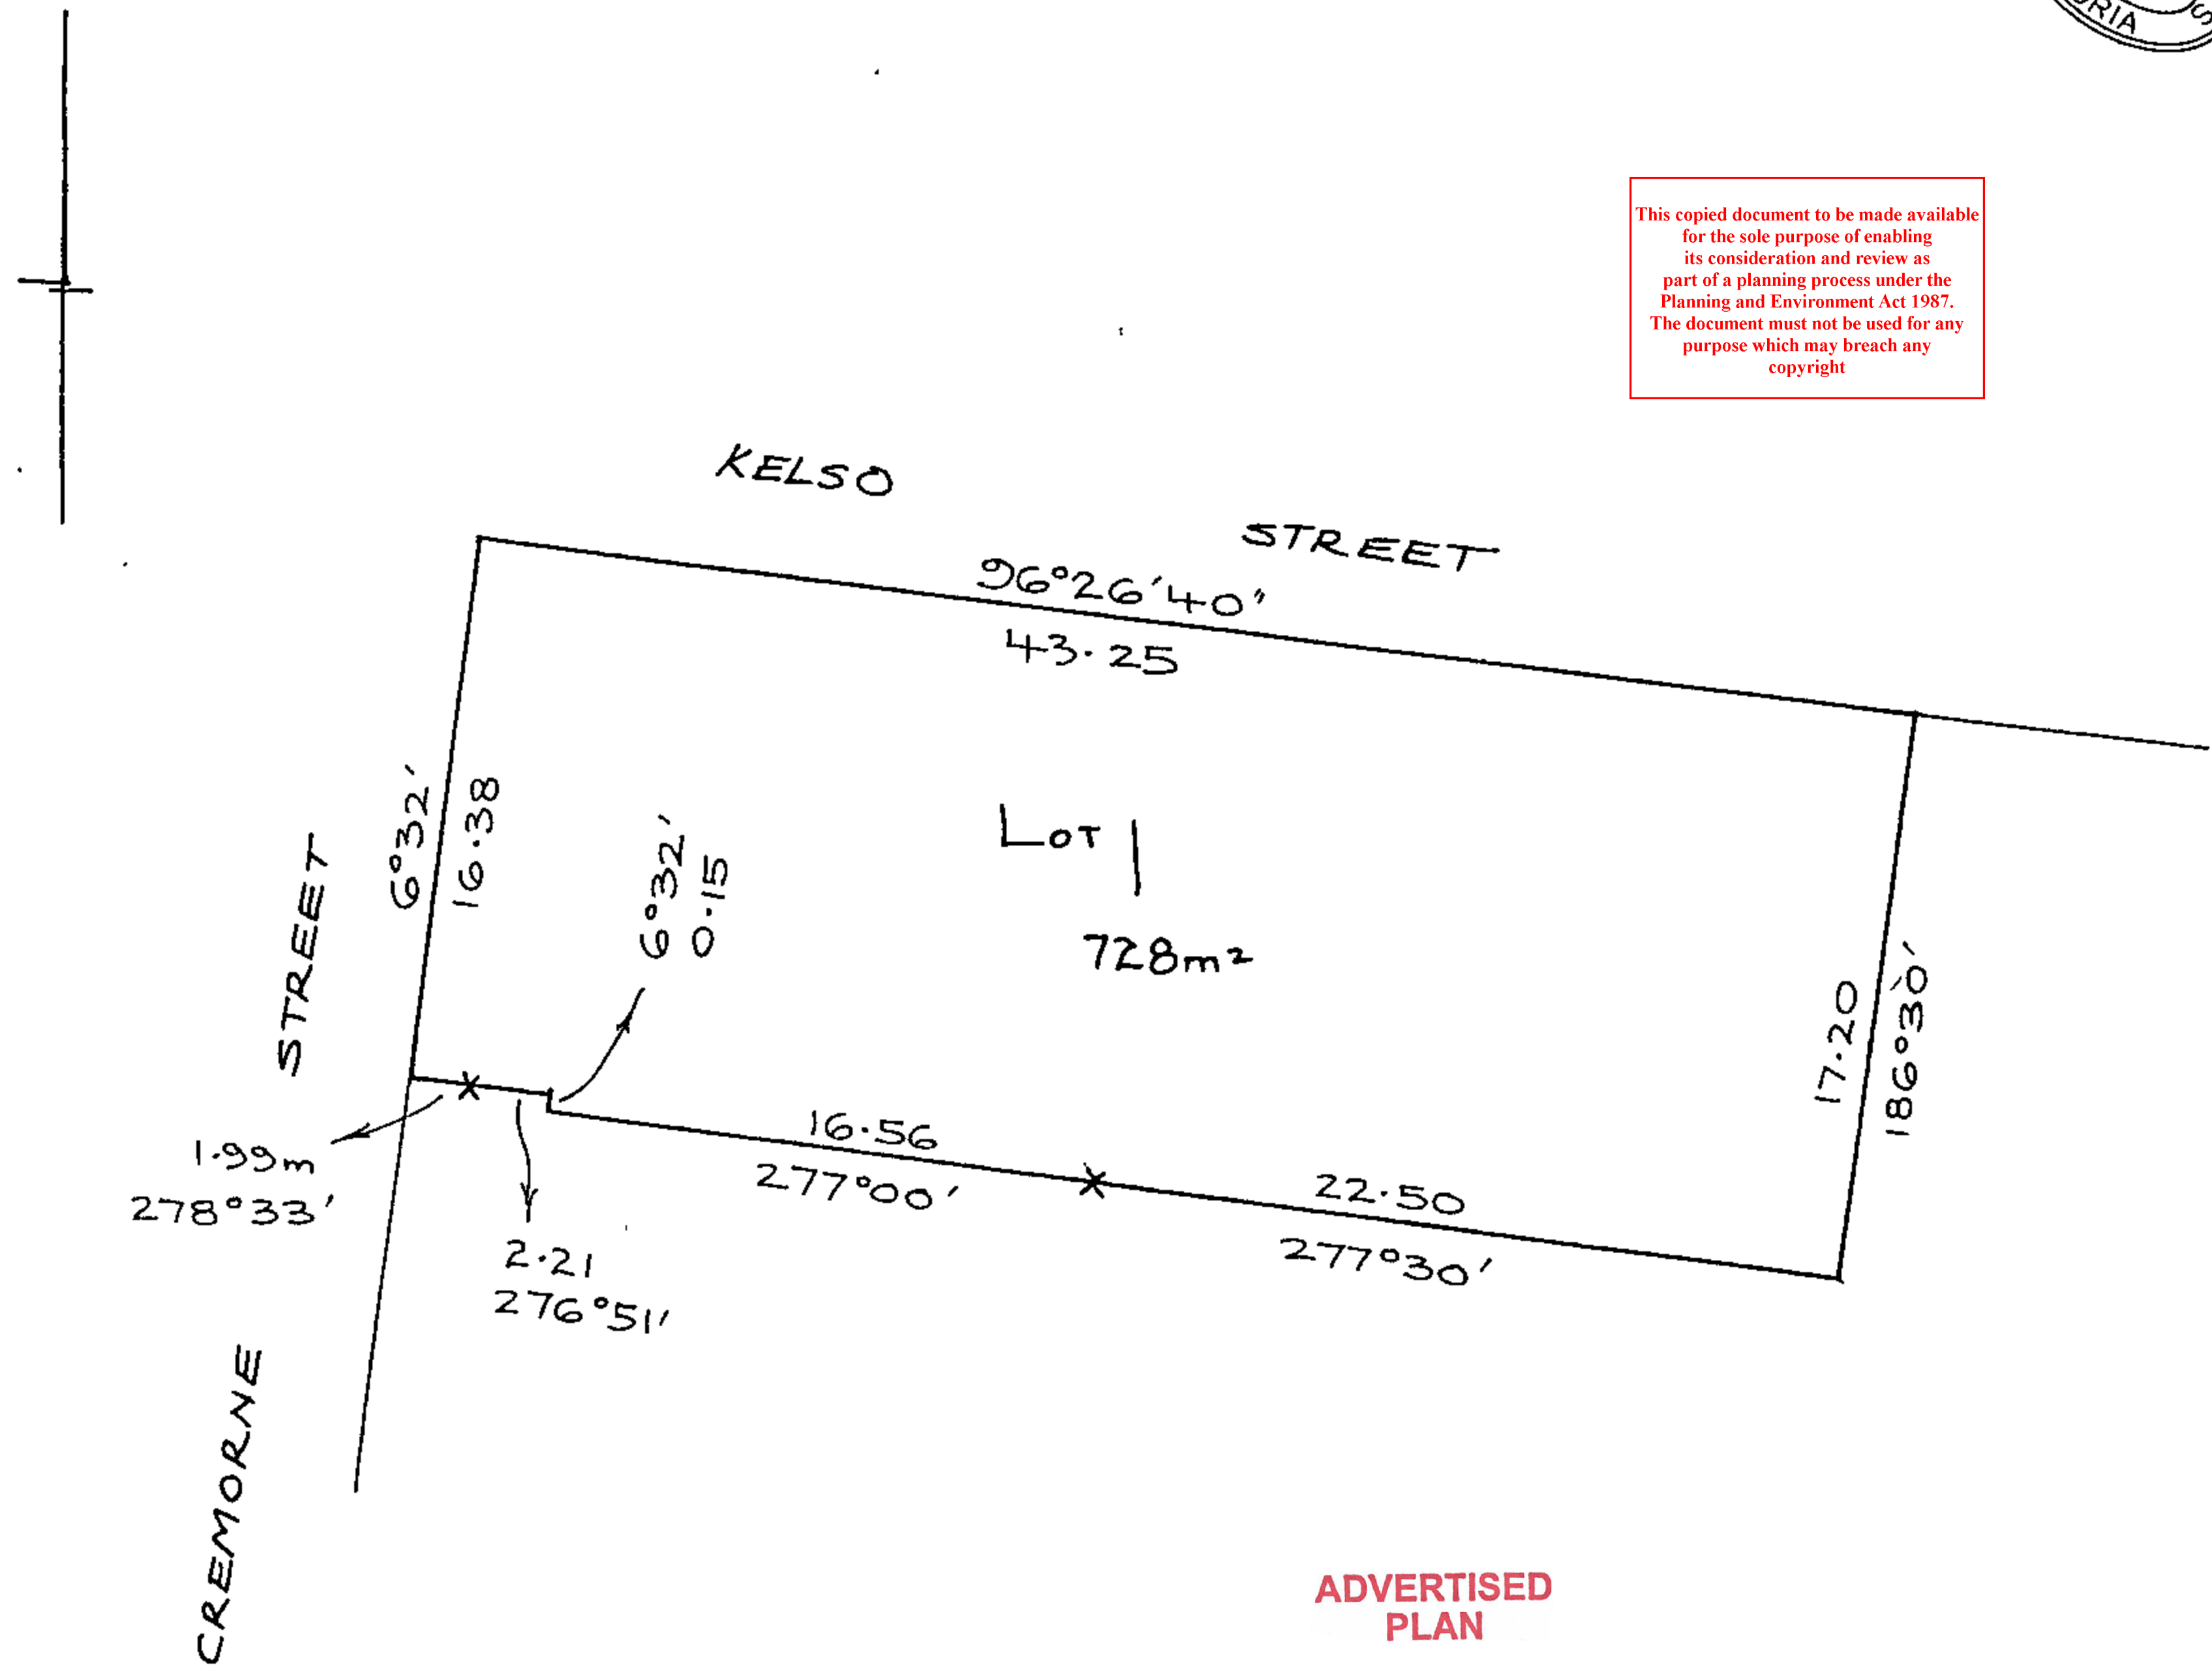 RIA
S
This copied document to be made available
for the sole purpose of enabling
its consideration and review as
part of a planning process under the
Planning and Environment Act 1987.
The document must not be used for any
purpose which may breach any
copyright
KELSO
STREET
96°26'40"
43·25
6°32'
16·38
6°32'
0·15
LOT 1
728m²
17·20
186°30'
STREET
1·99m
278°33'
2·21
276°51'
16·56
277°00'
22·50
277°30'
CREMORNE
ADVERTISED
PLAN